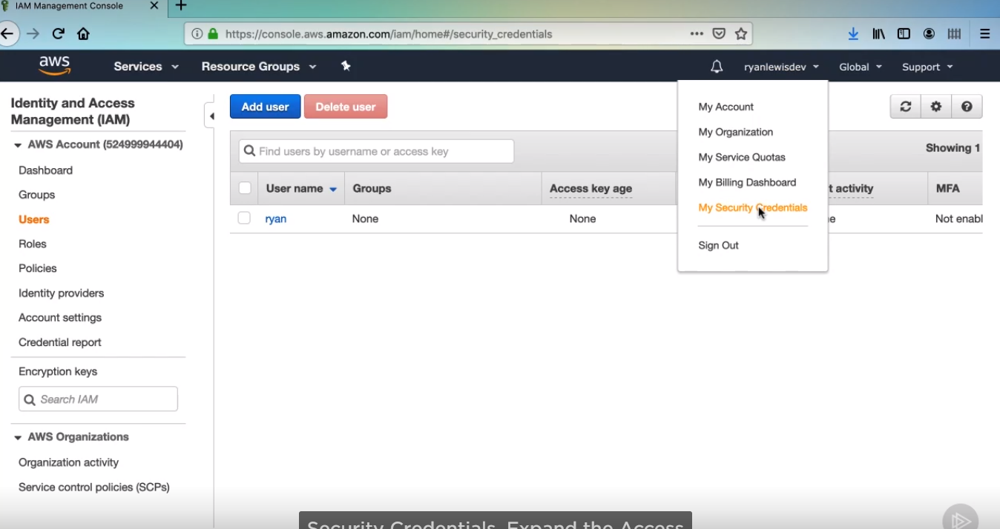 IAM Management Console
https://console.aws.amazon.com/iam/home#/security_credentials
aws
Services
Resource Groups
ryanlewisdev
Global
Support
Identity and Access
Management (IAM)
AWS Account (524999944404)
Dashboard
Groups
Users
Roles
Policies
Identity providers
Account settings
Credential report
Encryption keys
Search IAM
AWS Organizations
Organization activity
Service control policies (SCPs)
Add user
Delete user
Find users by username or access key
Showing 1
User name
Groups
Access key age
activity
MFA
ryan
None
None
Not enabl
My Account
My Organization
My Service Quotas
My Billing Dashboard
My Security Credentials
Sign Out
Security Credentials. Expand the Access